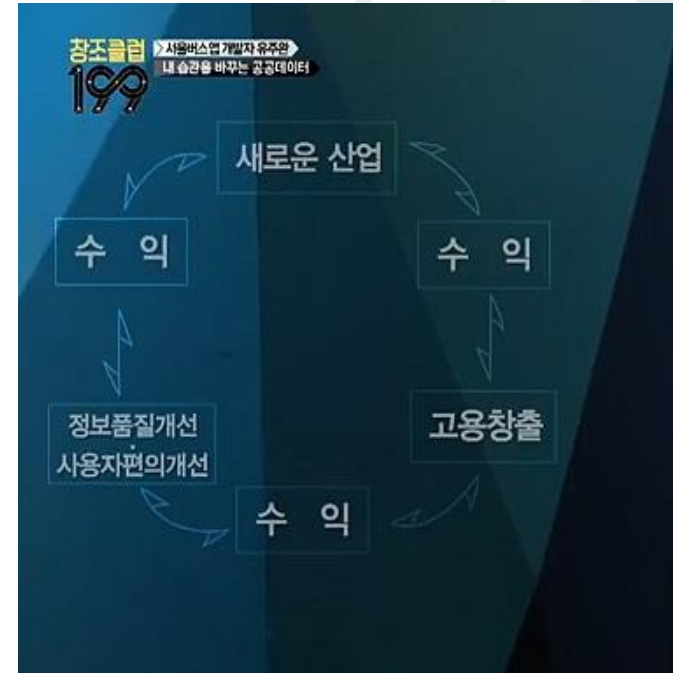 창조클럽
199
서울버스앱 개발자 유주완
내 습관을 바꾸는 공공데이터
새로운 산업
수 익
수 익
정보품질개선
·
사용자편의개선
고용창출
수 익